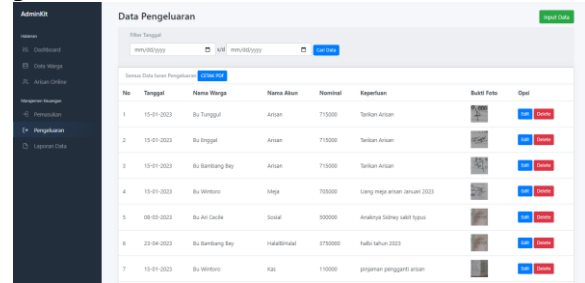 AdminKit
Data Pengeluaran
Input Data
Halaman
Dashboard
Data Warga
Arisan Online
Manajemen Keuangan
Pemasukan
Pengeluaran
Laporan Data
Filter Tanggal
mm/dd/yyyy s/d mm/dd/yyyy Cari Data
Semua Data Iuran Pengeluaran CETAK PDF
No Tanggal Nama Warga Nama Akun Nominal Keperluan Bukti Foto Opsi
1 15-01-2023 Bu Tunggul Arisan 715000 Tarikan Arisan Edit Delete
2 15-01-2023 Bu Enggal Arisan 715000 Tarikan Arisan Edit Delete
3 15-01-2023 Bu Bambang Bey Arisan 715000 Tarikan Arisan Edit Delete
4 15-01-2023 Bu Wintoro Meja 705000 Uang meja arisan Januari 2023 Edit Delete
5 08-03-2023 Bu Ari Cecile Sosial 500000 Anaknya Sidney sakit typus Edit Delete
6 23-04-2023 Bu Bambang Bey HalalBihalal 3750000 halbi tahun 2023 Edit Delete
7 15-01-2023 Bu Wintoro Kas 110000 pinjaman pengganti arisan Edit Delete